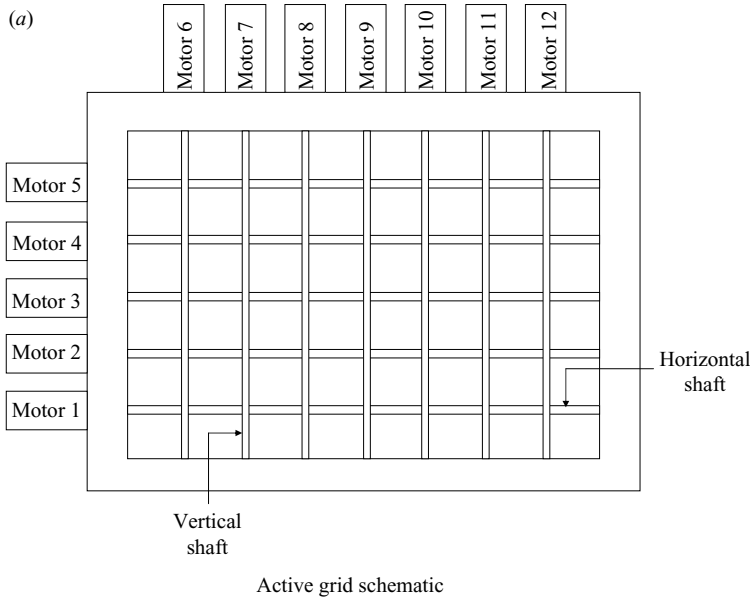 (a)
Motor 6
Motor 7
Motor 8
Motor 9
Motor 10
Motor 11
Motor 12
Motor 5
Motor 4
Motor 3
Motor 2
Motor 1
Horizontal
shaft
Vertical
shaft
Active grid schematic